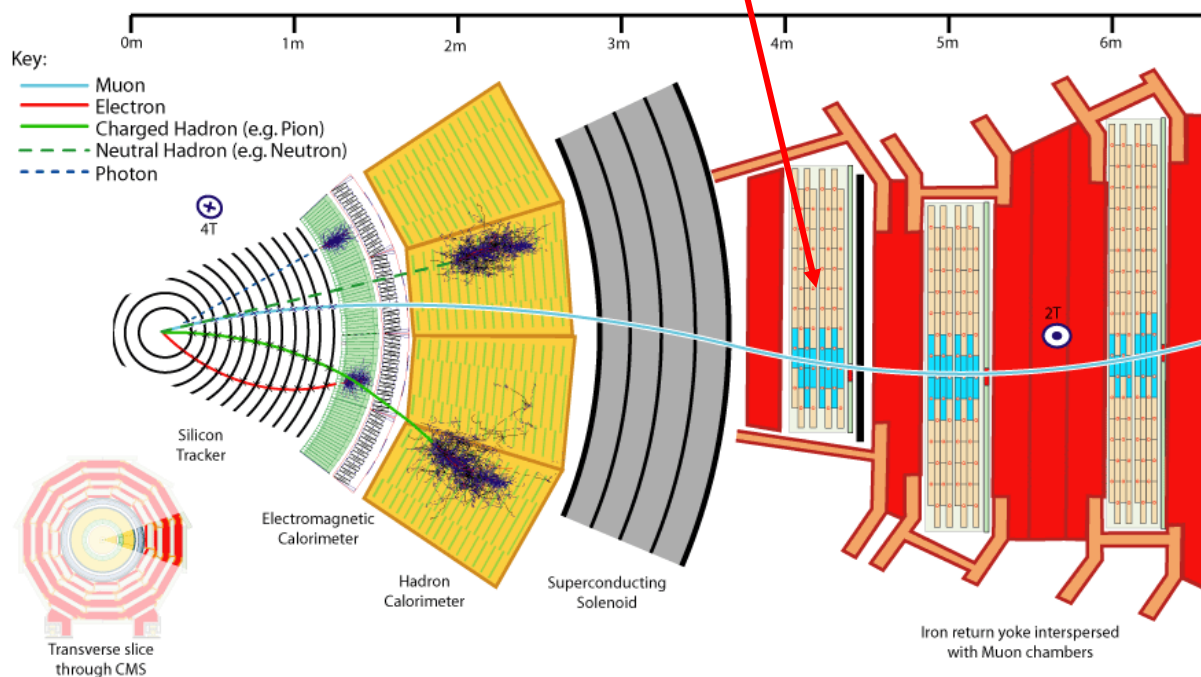 0m
1m
2m
3m
4m
5m
6m
Key:
Muon
Electron
Charged Hadron (e.g. Pion)
Neutral Hadron (e.g. Neutron)
Photon
4T
2T
Silicon
Tracker
Electromagnetic
Calorimeter
Hadron
Calorimeter
Superconducting
Solenoid
Iron return yoke interspersed
with Muon chambers
Transverse slice
through CMS